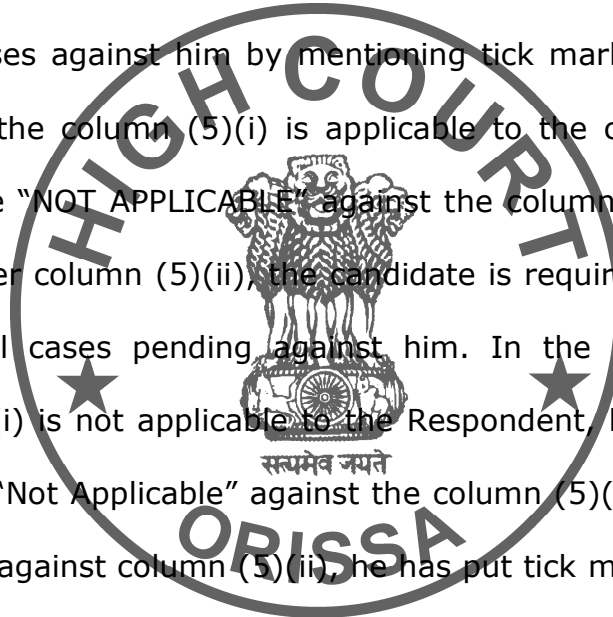 ses against him by mentioning tick mar
HIGH COURT
the column (5)(i) is applicable to the
"NOT APPLICABLE" against the column
er column (5)(ii), the candidate is requir
l cases pending against him. In the
i) is not applicable to the Respondent,
सत्यमेव जयते
"Not Applicable" against the column (5)(
ORISSA
against column (5)(ii), he has put tick m